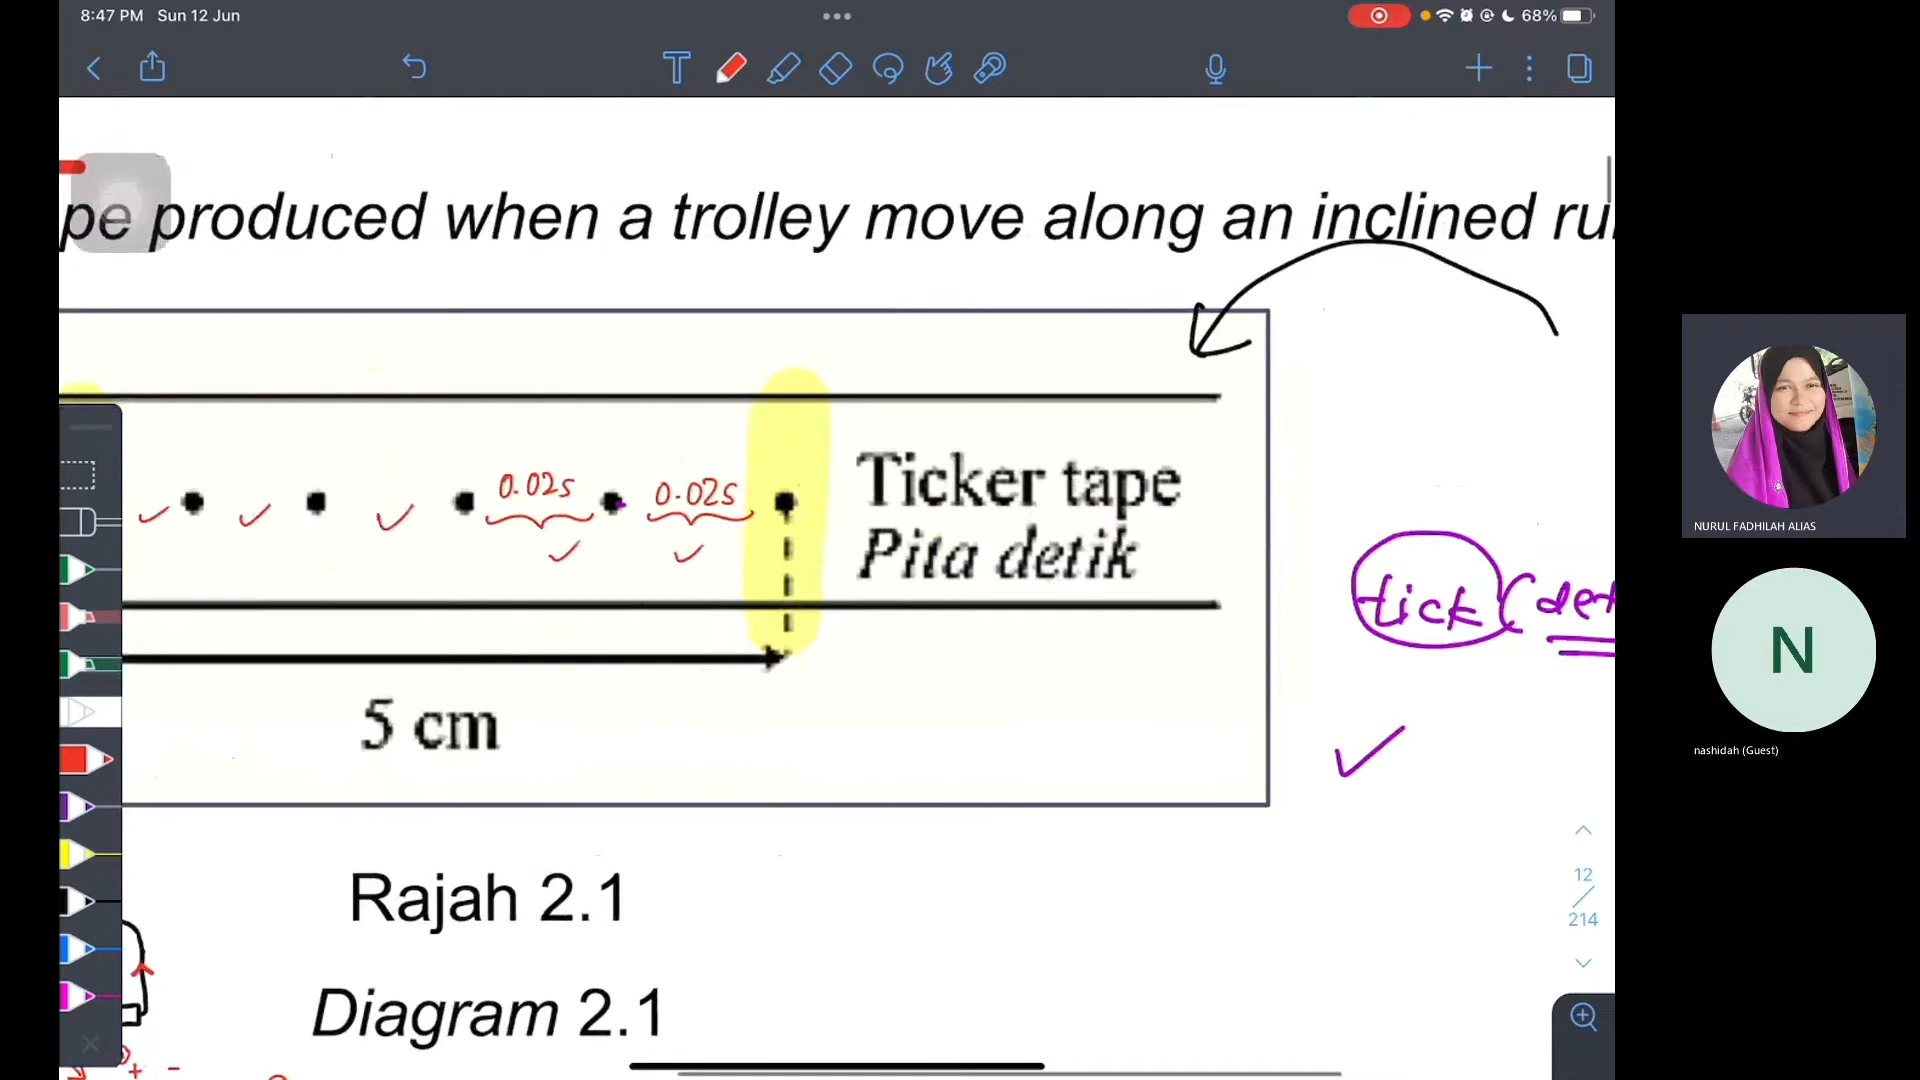 8:47 PM Sun 12 Jun
68%
pe produced when a trolley move along an inclined ru
0.02s 0.02s
Ticker tape
Pita detik
5 cm
tick (det
Rajah 2.1
Diagram 2.1
12
214
NURUL FADHILAH ALIAS
N
nashidah (Guest)